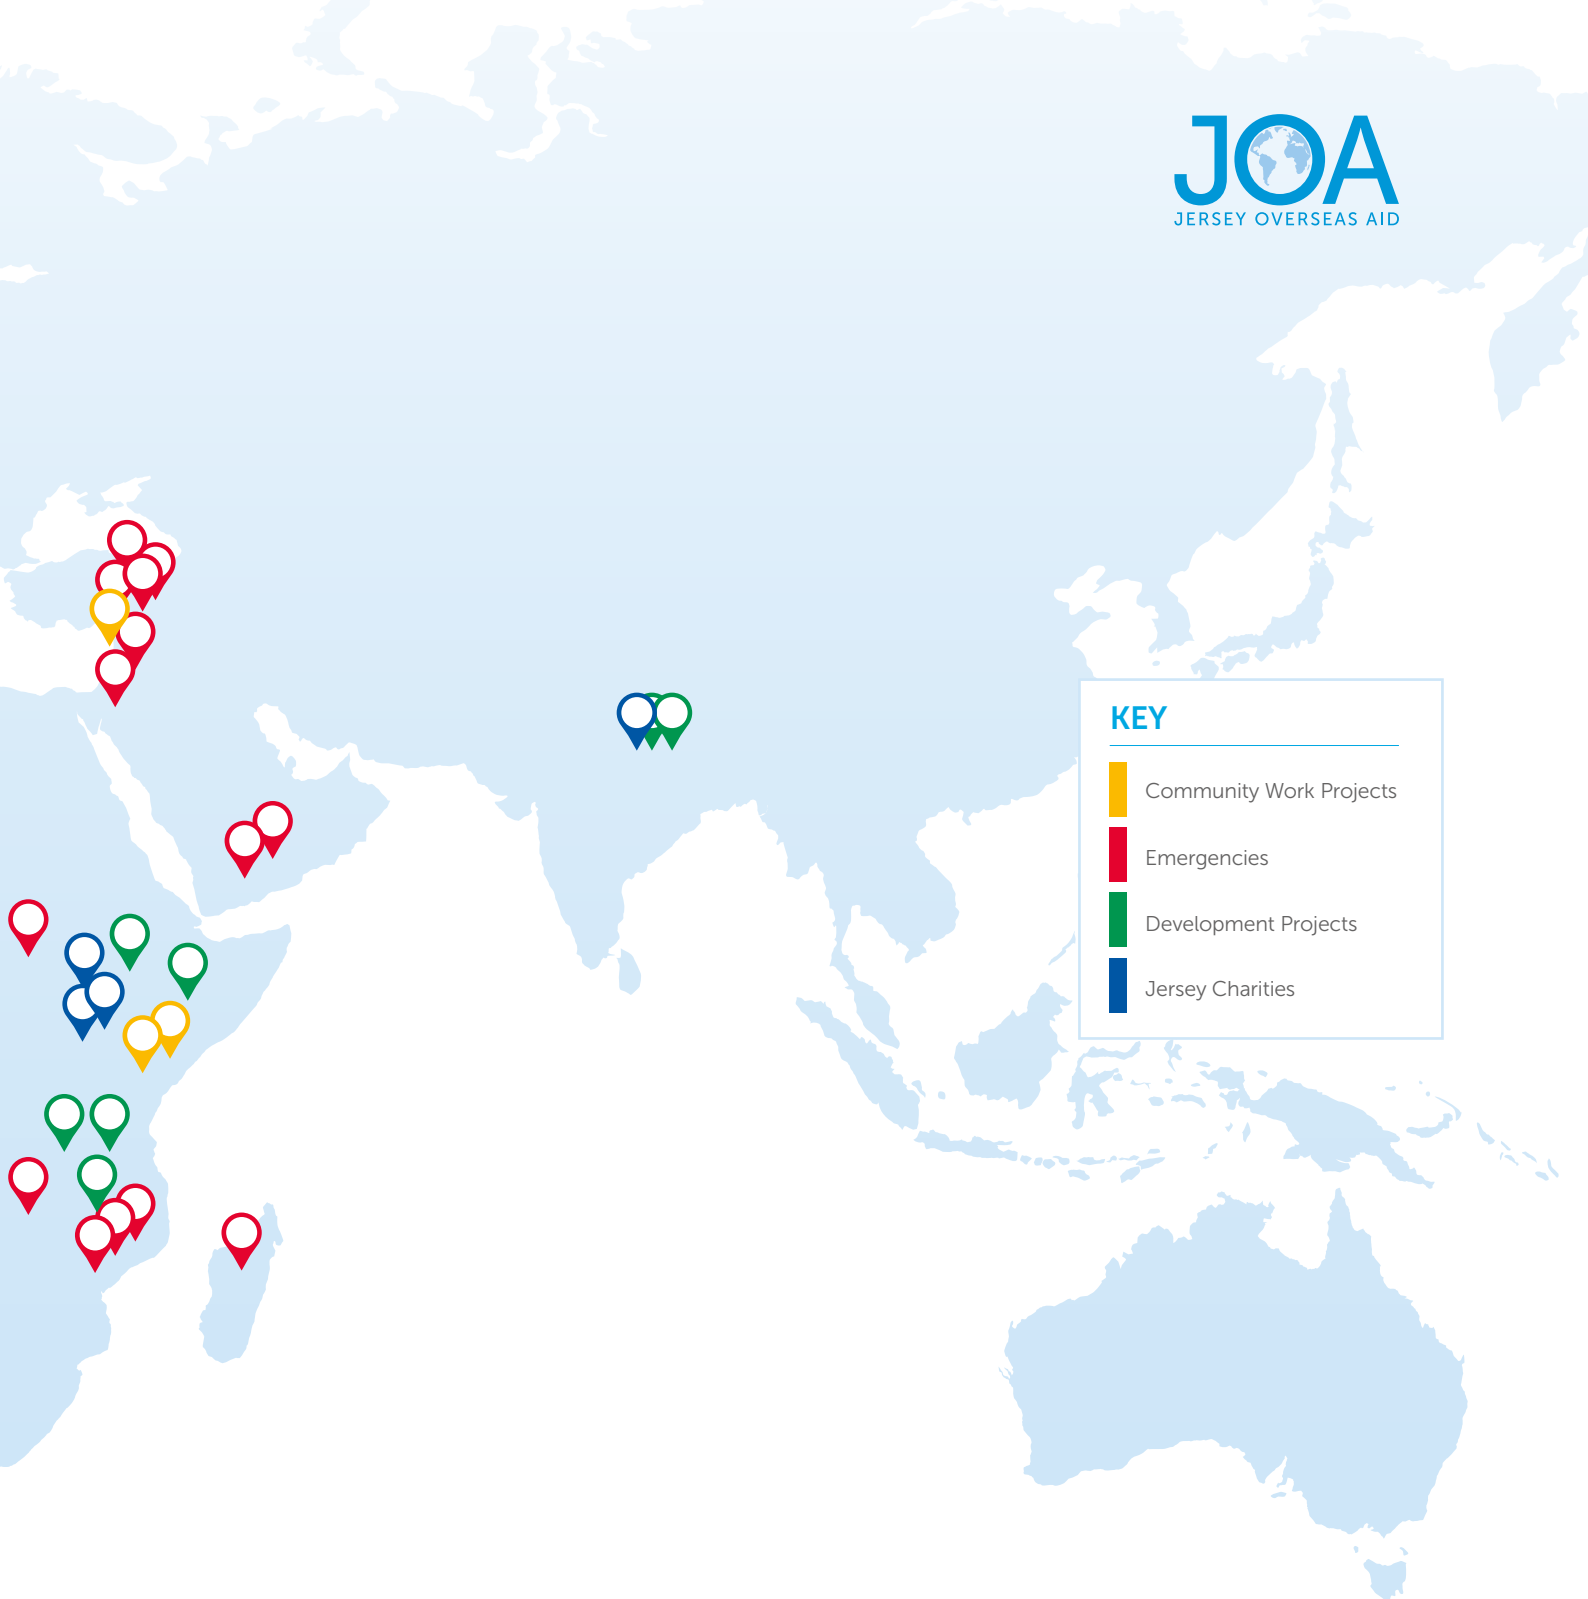 JOA
JERSEY OVERSEAS AID
KEY
Community Work Projects
Emergencies
Development Projects
Jersey Charities